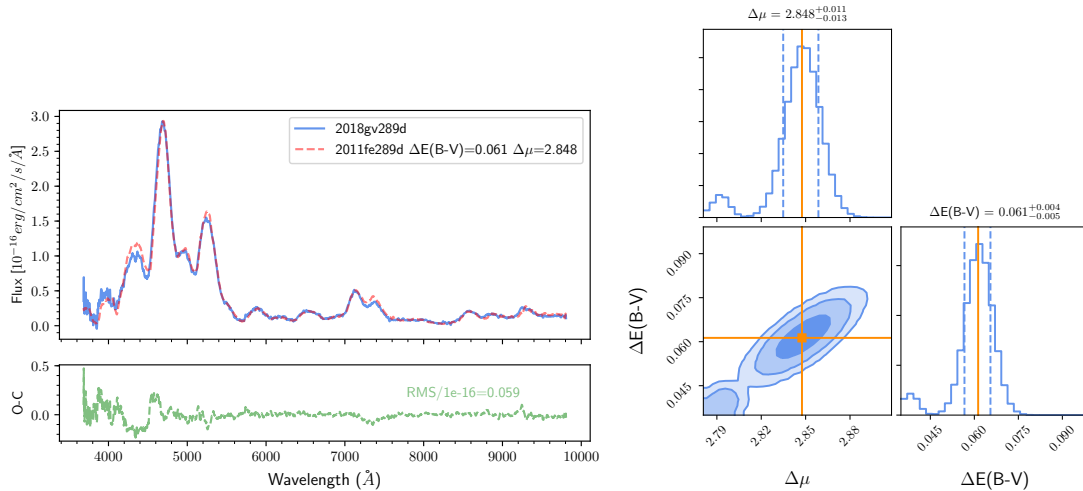 3.0
2.5
2.0
1.5
1.0
0.5
0.0
Flux [10^{-16} erg/cm^2/s/Å]
2018gv289d
2011fe289d ΔE(B-V)=0.061 Δμ=2.848
0.5
0.0
O-C
RMS/1e-16=0.059
4000 5000 6000 7000 8000 9000 10000
Wavelength (Å)
Δμ = 2.848^{+0.011}_{-0.013}
ΔE(B-V) = 0.061^{+0.004}_{-0.005}
0.090
0.075
0.060
0.045
ΔE(B-V)
2.79 2.82 2.85 2.88
Δμ
0.045 0.060 0.075 0.090
ΔE(B-V)